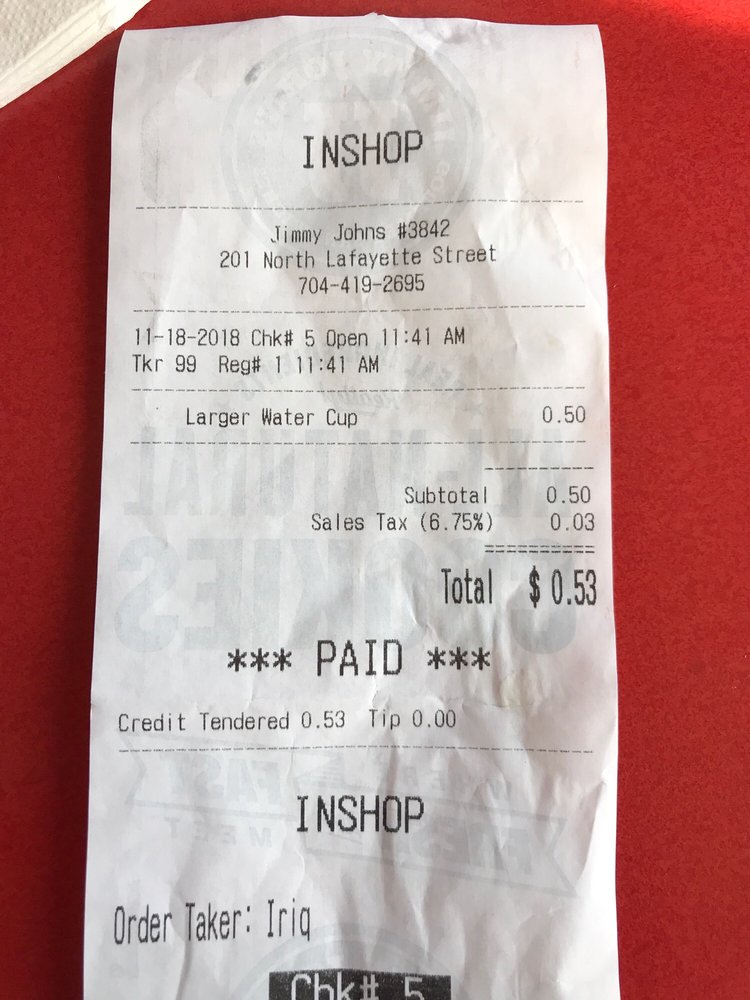 INSHOP
Jimmy Johns #3842
201 North Lafayette Street
704-419-2695
11-18-2018 Chk# 5 Open 11:41 AM
Tkr 99 Reg# 1 11:41 AM
Larger Water Cup 0.50
Subtotal 0.50
Sales Tax (6.75%) 0.03
Total $ 0.53
*** PAID ***
Credit Tendered 0.53 Tip 0.00
INSHOP
Order Taker: Iriq
Chk# 5